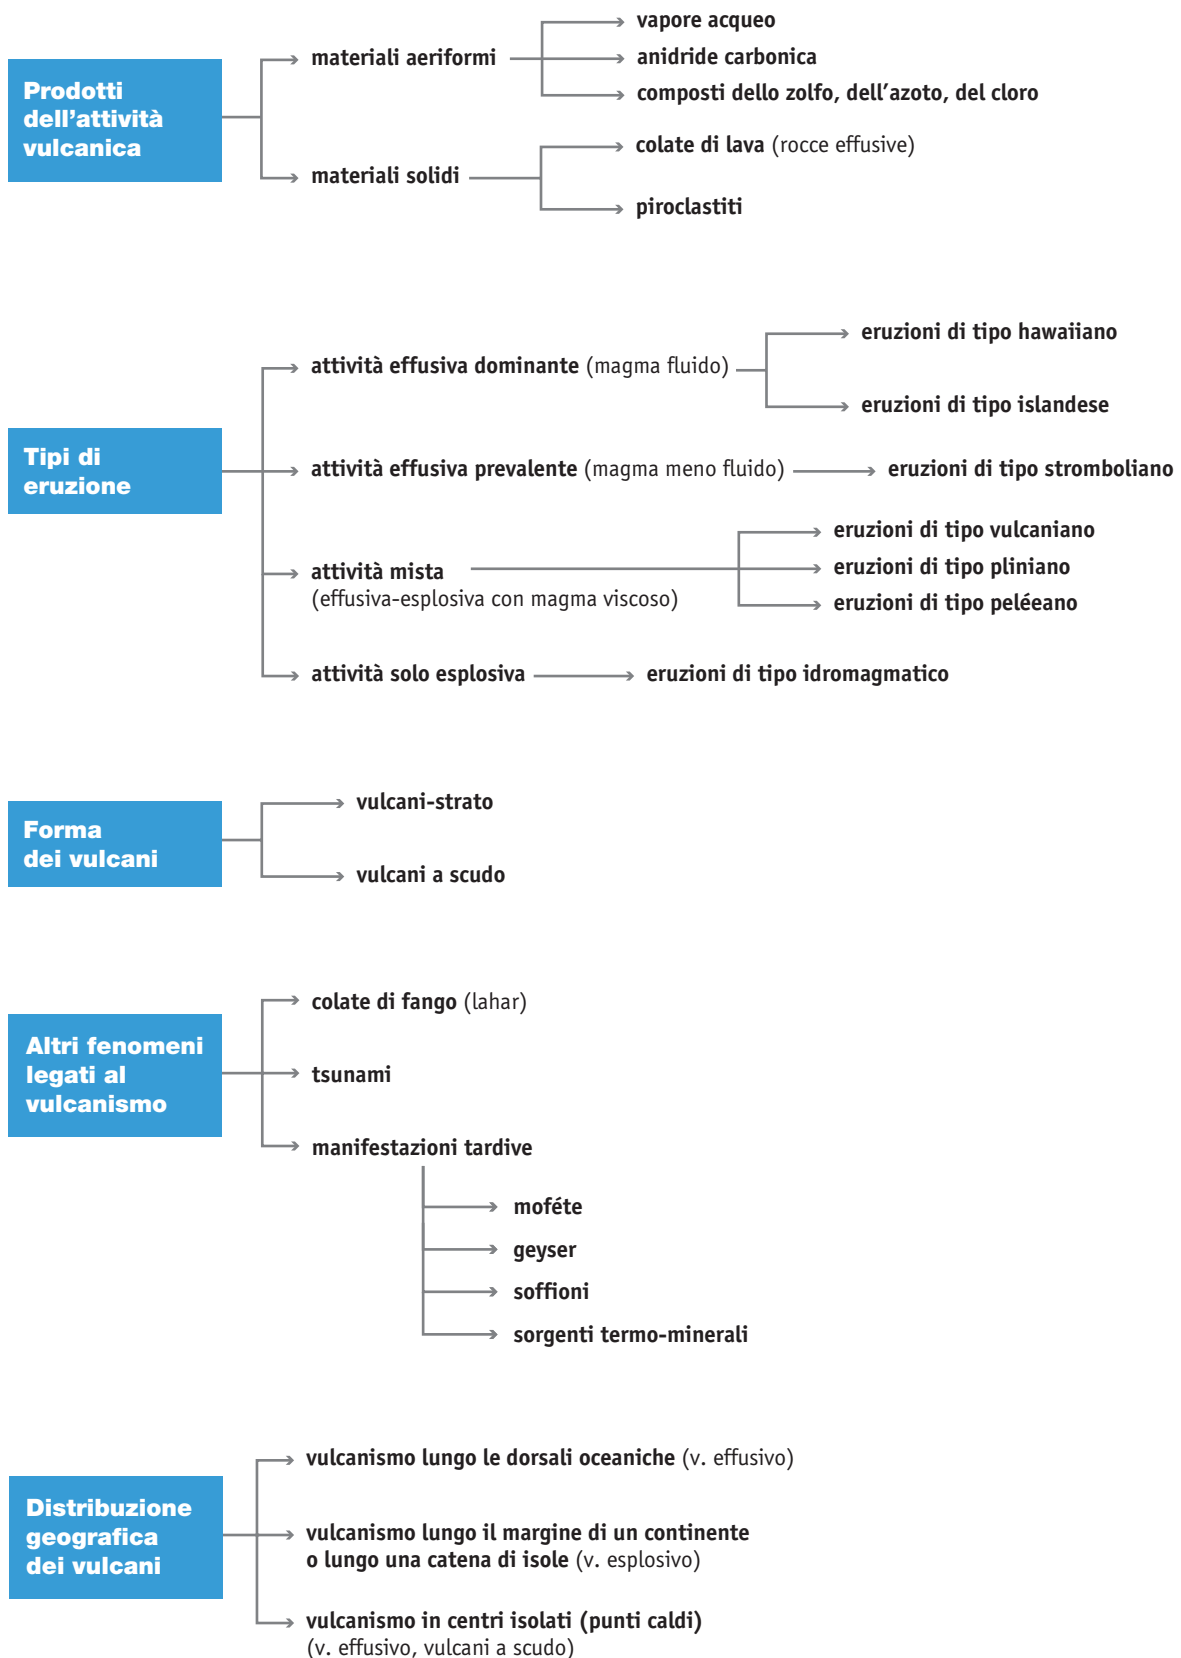 Prodotti
dell'attività
vulcanica
materiali aeriformi
vapore acqueo
anidride carbonica
composti dello zolfo, dell'azoto, del cloro
materiali solidi
colate di lava (rocce effusive)
piroclastiti
Tipi di
eruzione
attività effusiva dominante (magma fluido)
eruzioni di tipo hawaiiano
eruzioni di tipo islandese
attività effusiva prevalente (magma meno fluido)
eruzioni di tipo stromboliano
attività mista
(effusiva-esplosiva con magma viscoso)
eruzioni di tipo vulcaniano
eruzioni di tipo pliniano
eruzioni di tipo peléeano
attività solo esplosiva
eruzioni di tipo idromagmatico
Forma
dei vulcani
vulcani-strato
vulcani a scudo
Altri fenomeni
legati al
vulcanismo
colate di fango (lahar)
tsunami
manifestazioni tardive
moféte
geyser
soffioni
sorgenti termo-minerali
Distribuzione
geografica
dei vulcani
vulcanismo lungo le dorsali oceaniche (v. effusivo)
vulcanismo lungo il margine di un continente
o lungo una catena di isole (v. esplosivo)
vulcanismo in centri isolati (punti caldi)
(v. effusivo, vulcani a scudo)